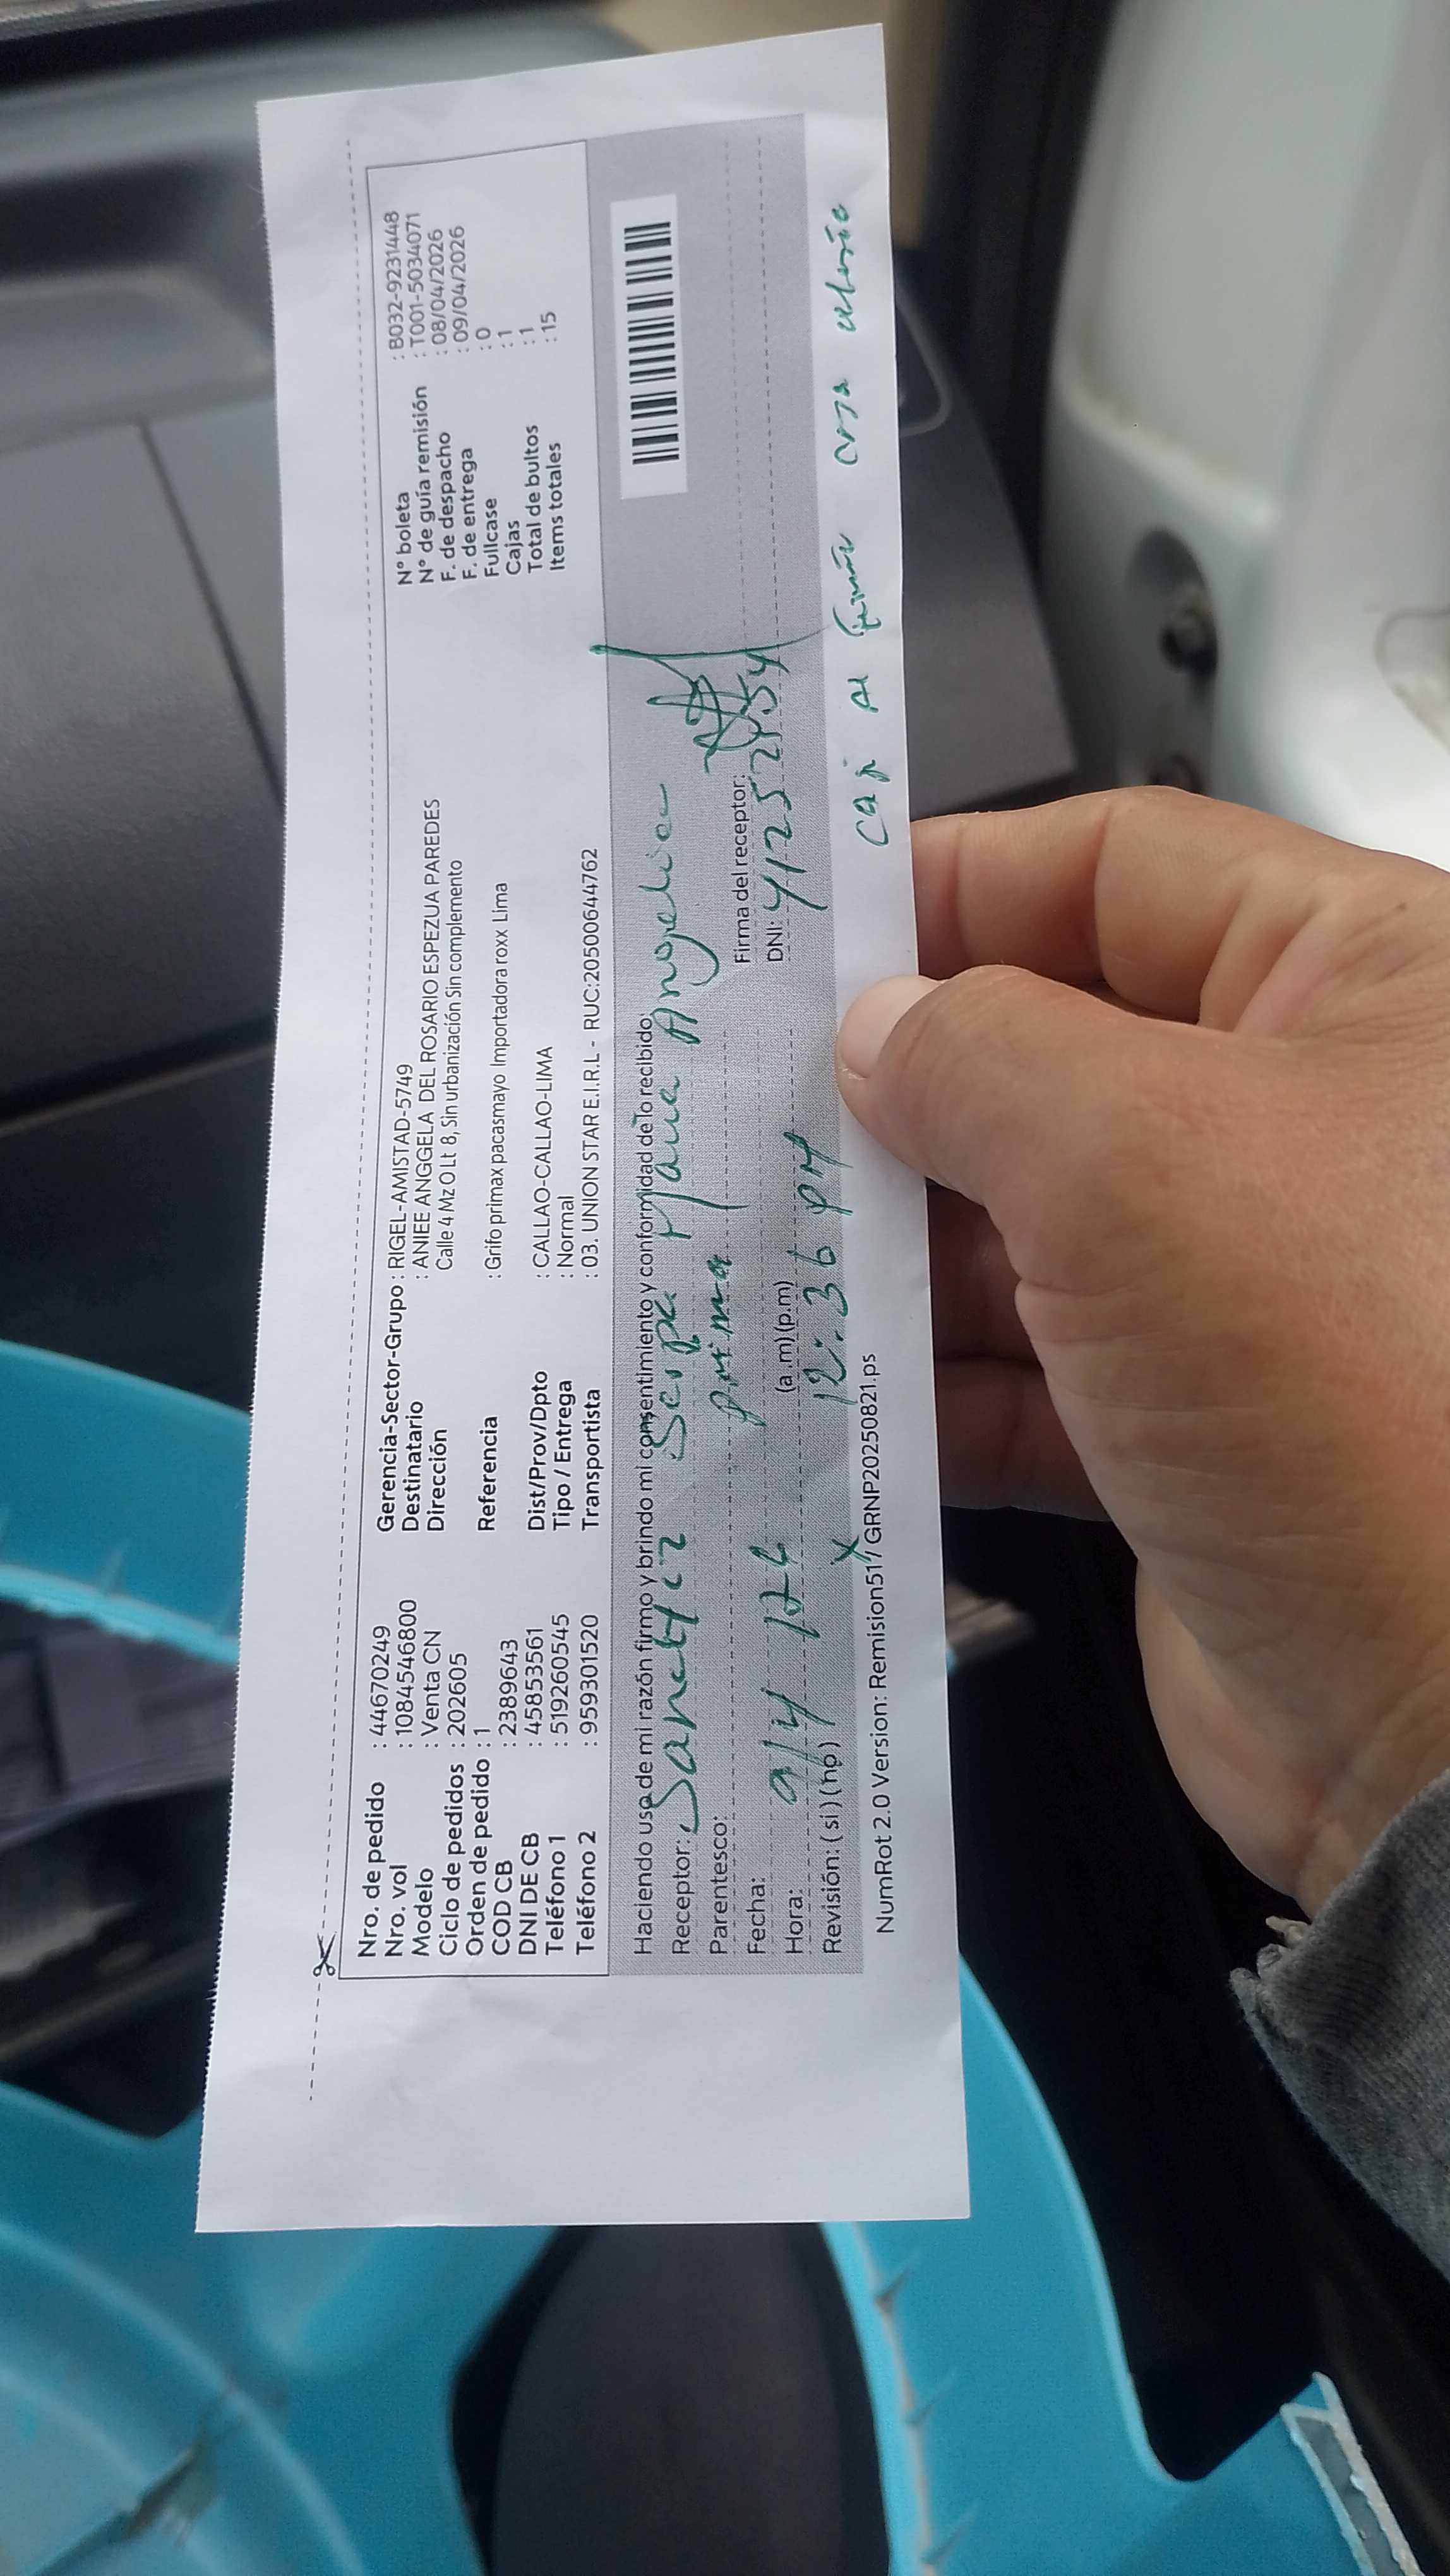 Nro. de pedido : 44670249
Nro. vol : 1084546800
Modelo : Venta CN
Ciclo de pedidos : 202605
Orden de pedido : 1
COD CB : 2389643
DNI DE CB : 45853561
Teléfono 1 : 519260545
Teléfono 2 : 959301520
Gerencia-Sector-Grupo : RIGEL-AMISTAD-5749
Destinatario : ANIEE ANGGELA DEL ROSARIO ESPEZUA PAREDES
Dirección Calle 4 Mz O Lt 8, Sin urbanización Sin complemento
Referencia : Grifo primax pacasmayo Importadora roxx Lima
Dist/Prov/Dpto : CALLAO-CALLAO-LIMA
Tipo / Entrega : Normal
Transportista : 03. UNION STAR E.I.R.L - RUC:20500644762
N° boleta : B032-9231448
N° de guía remisión : T001-5034071
F. de despacho : 08/04/2026
F. de entrega : 09/04/2026
Fullcase : 0
Cajas : 1
Total de bultos : 1
Items totales : 15
Haciendo uso de mi razón firmo y brindo mi consentimiento y conformidad de lo recibido:
Receptor: Angelica
Parentesco: prima
Firma del receptor:
Fecha: 9/4
DNI:
Hora: (a.m) (p.m) 12:36 PM
Revisión: ( si ) ( no ) X
NumRot 2.0 Version: Remision51 / GRNP20250821.ps